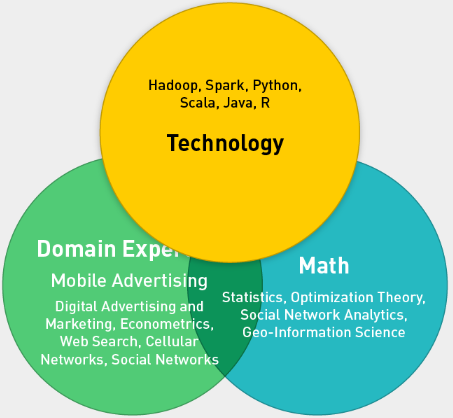 Hadoop, Spark, Python,
Scala, Java, R
Technology
Domain Exper
Mobile Advertising
Digital Advertising and
Marketing, Econometrics,
Web Search, Cellular
Networks, Social Networks
Math
Statistics, Optimization Theory,
Social Network Analytics,
Geo-Information Science